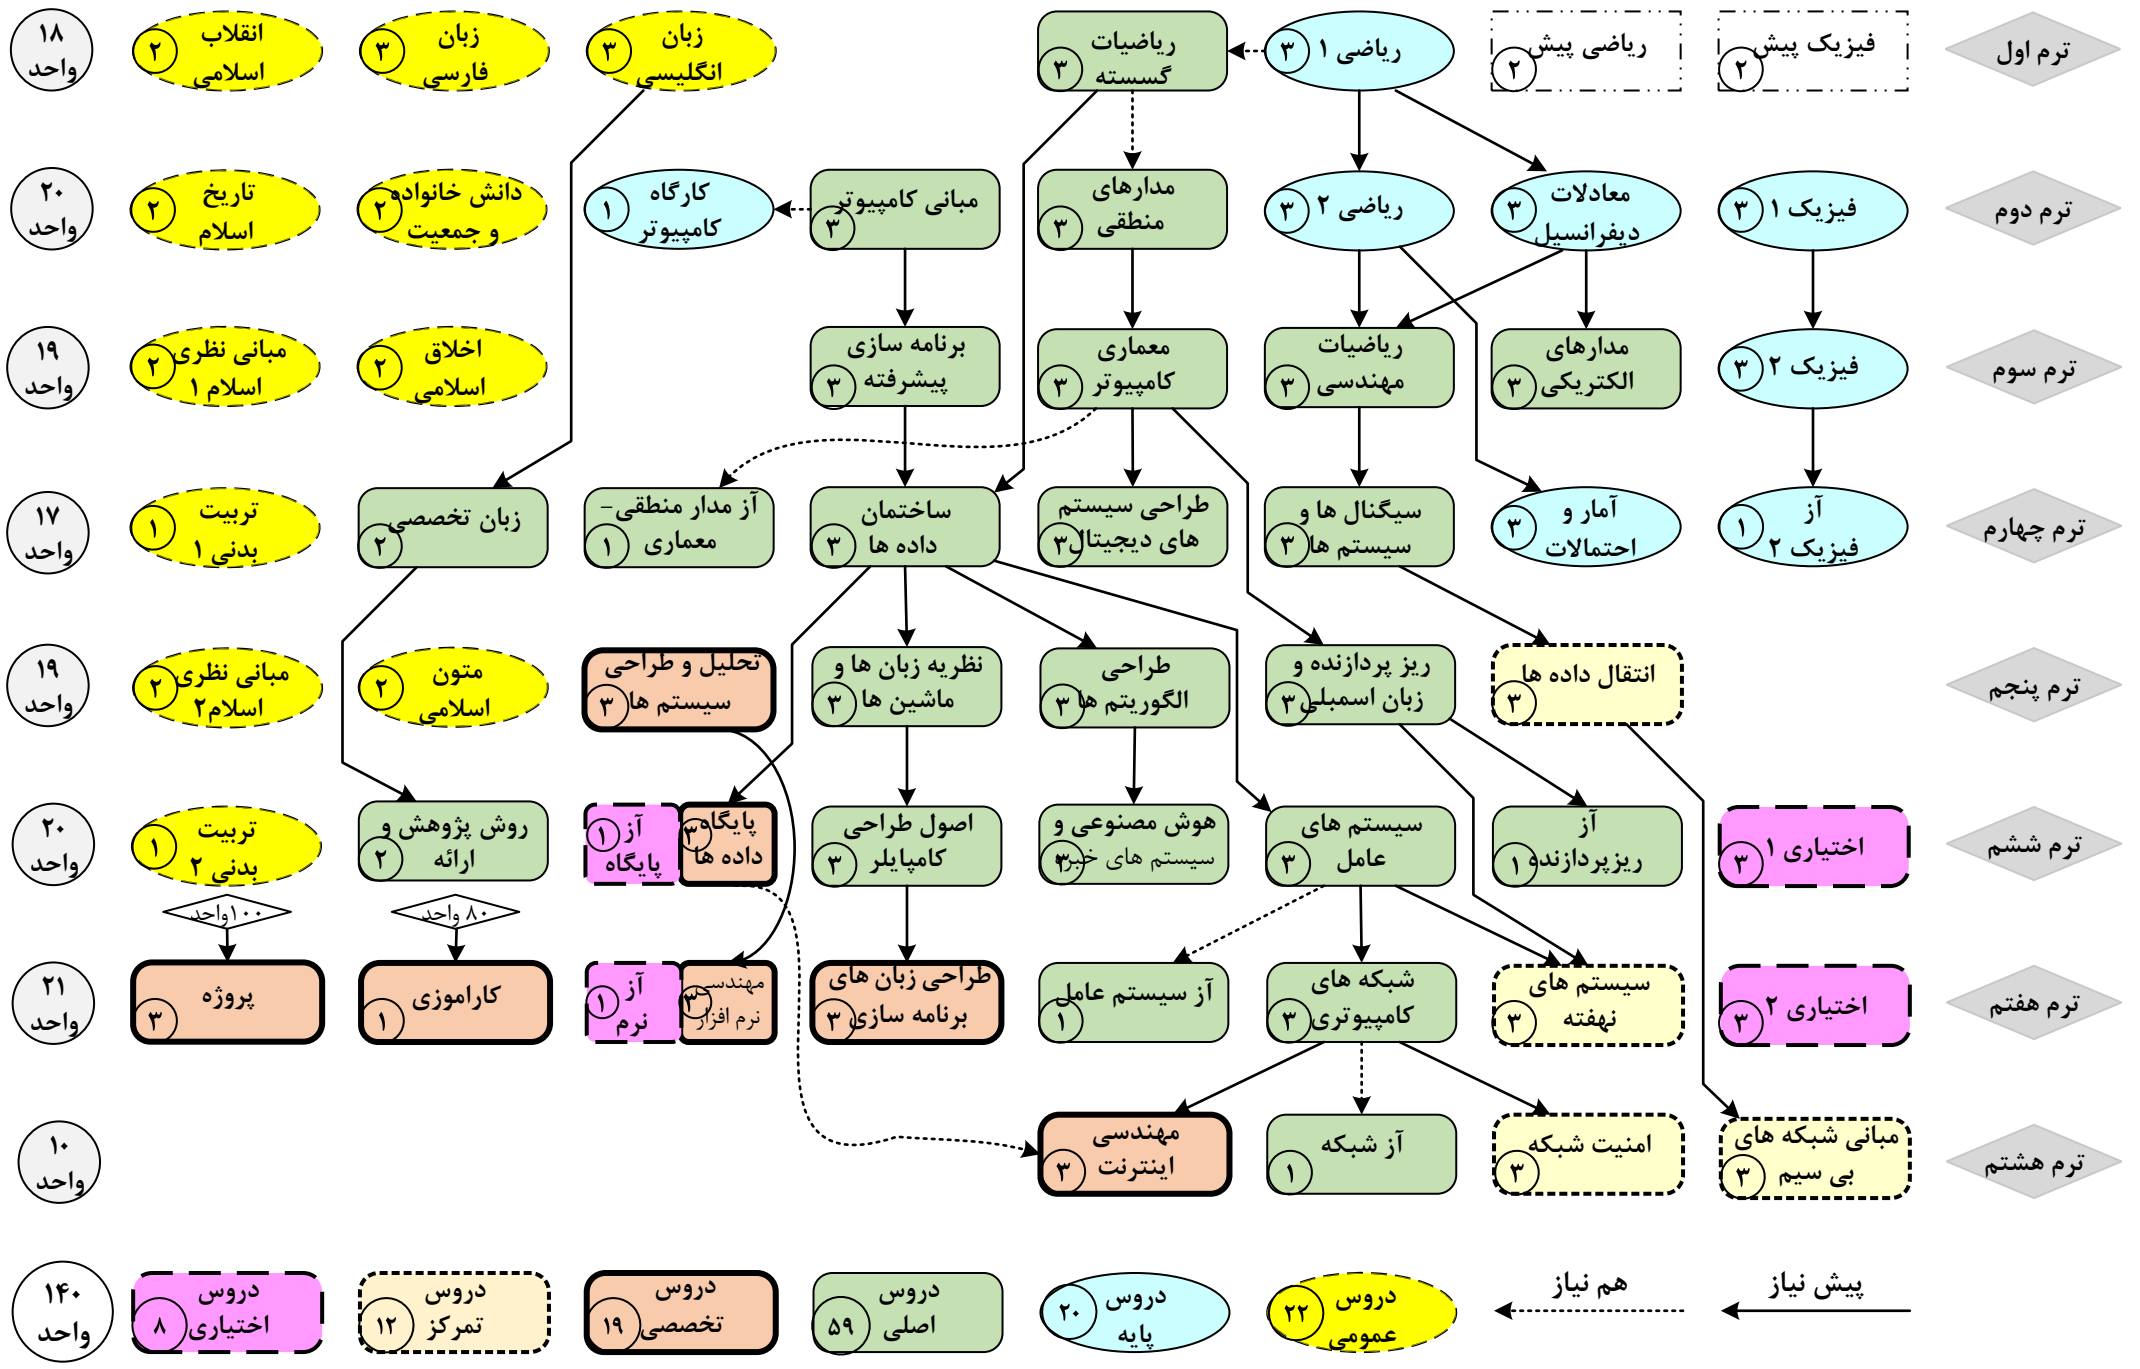 ترم اول
فیزیک پیش
۲
ریاضی پیش
۲
ریاضی ۱
۳
ریاضیات
گسسته
۳
زبان
انگلیسی
۳
زبان
فارسی
۳
انقلاب
اسلامی
۲
۱۸
واحد
ترم دوم
فیزیک ۱
۳
معادلات
دیفرانسیل
۳
ریاضی ۲
۳
مدارهای
منطقی
۳
مبانی کامپیوتر
۳
کارگاه
کامپیوتر
۱
دانش خانواده
و جمعیت
۲
تاریخ
اسلام
۲
۲۰
واحد
ترم سوم
فیزیک ۲
۳
مدارهای
الکتریکی
۳
ریاضیات
مهندسی
۳
معماری
کامپیوتر
۳
برنامه سازی
پیشرفته
۳
اخلاق
اسلامی
۲
مبانی نظری
اسلام ۱
۲
۱۹
واحد
ترم چهارم
آز
فیزیک ۲
۱
آمار و
احتمالات
۳
سیگنال ها و
سیستم ها
۳
طراحی سیستم
های دیجیتال
۳
ساختمان
داده ها
۳
آز مدار منطقی-
معماری
۱
زبان تخصصی
۲
تربیت
بدنی ۱
۱
۱۷
واحد
ترم پنجم
انتقال داده ها
۳
ریز پردازنده و
زبان اسمبلی
۳
طراحی
الگوریتم ها
۳
نظریه زبان ها و
ماشین ها
۳
تحلیل و طراحی
سیستم ها
۳
متون
اسلامی
۲
مبانی نظری
اسلام۲
۲
۱۹
واحد
ترم ششم
اختیاری ۱
۳
آز
ریزپردازنده
۱
سیستم های
عامل
۳
هوش مصنوعی و
سیستم های خبره
۳
اصول طراحی
کامپایلر
۳
پایگاه
داده ها
۳
آز
پایگاه
۱
روش پژوهش و
ارائه
۲
تربیت
بدنی ۲
۱
۲۰
واحد
۸۰ واحد
۱۰۰واحد
ترم هفتم
اختیاری ۲
۳
سیستم های
نهفته
۳
شبکه های
کامپیوتری
۳
آز سیستم عامل
۱
طراحی زبان های
برنامه سازی
۳
مهندسی
نرم افزار
۳
آز
نرم
۱
کاراموزی
۱
پروژه
۳
۲۱
واحد
ترم هشتم
مبانی شبکه های
بی سیم
۳
امنیت شبکه
۳
آز شبکه
۱
مهندسی
اینترنت
۳
۱۰
واحد
پیش نیاز
هم نیاز
دروس
عمومی
۲۲
دروس
پایه
۲۰
دروس
اصلی
۵۹
دروس
تخصصی
۱۹
دروس
تمرکز
۱۲
دروس
اختیاری
۸
۱۴۰
واحد